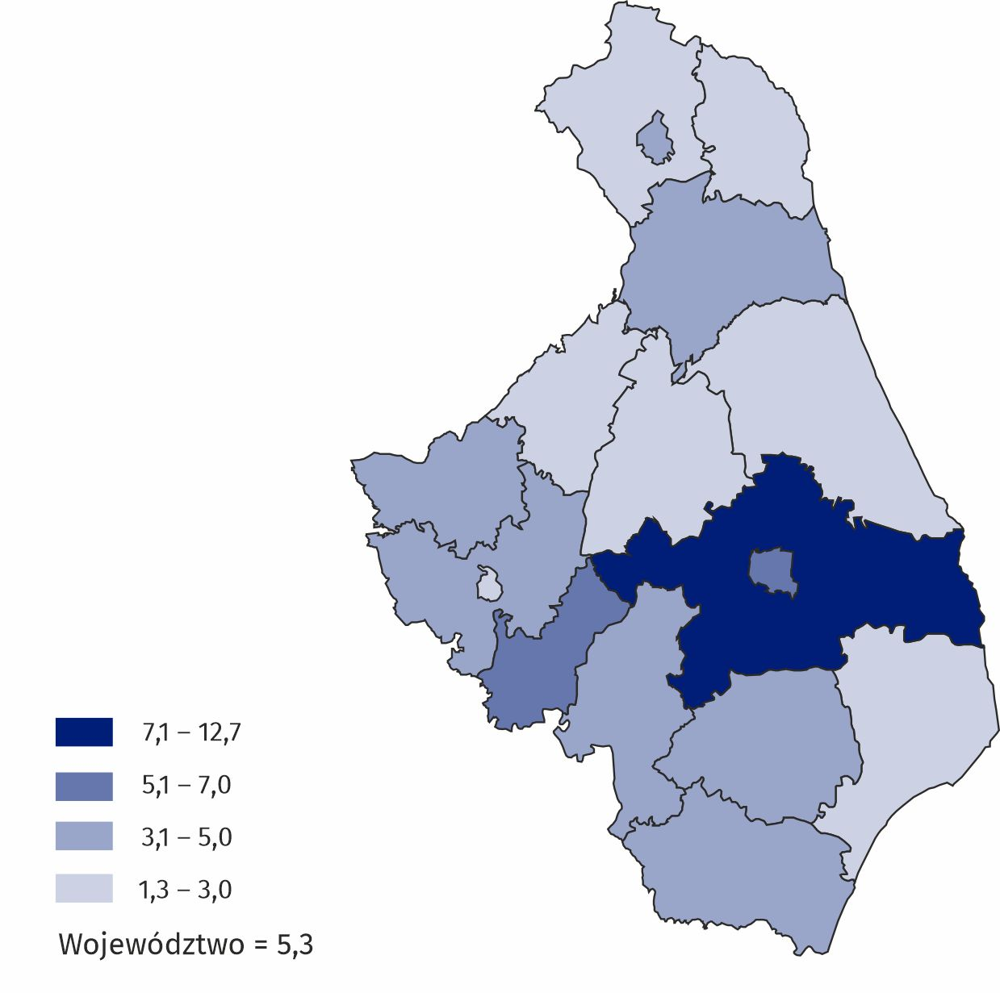 7,1 – 12,7
5,1 – 7,0
3,1 – 5,0
1,3 – 3,0
Województwo = 5,3